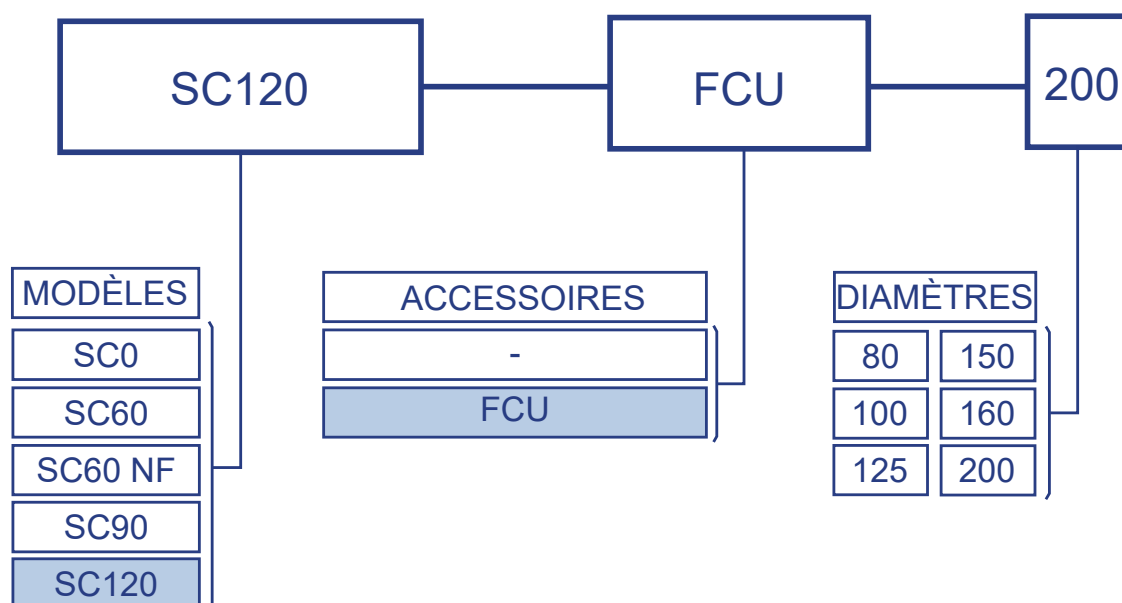 SC120
FCU
200
MODÈLES
SC0
SC60
SC60 NF
SC90
SC120
ACCESSOIRES
-
FCU
DIAMÈTRES
80 150
100 160
125 200